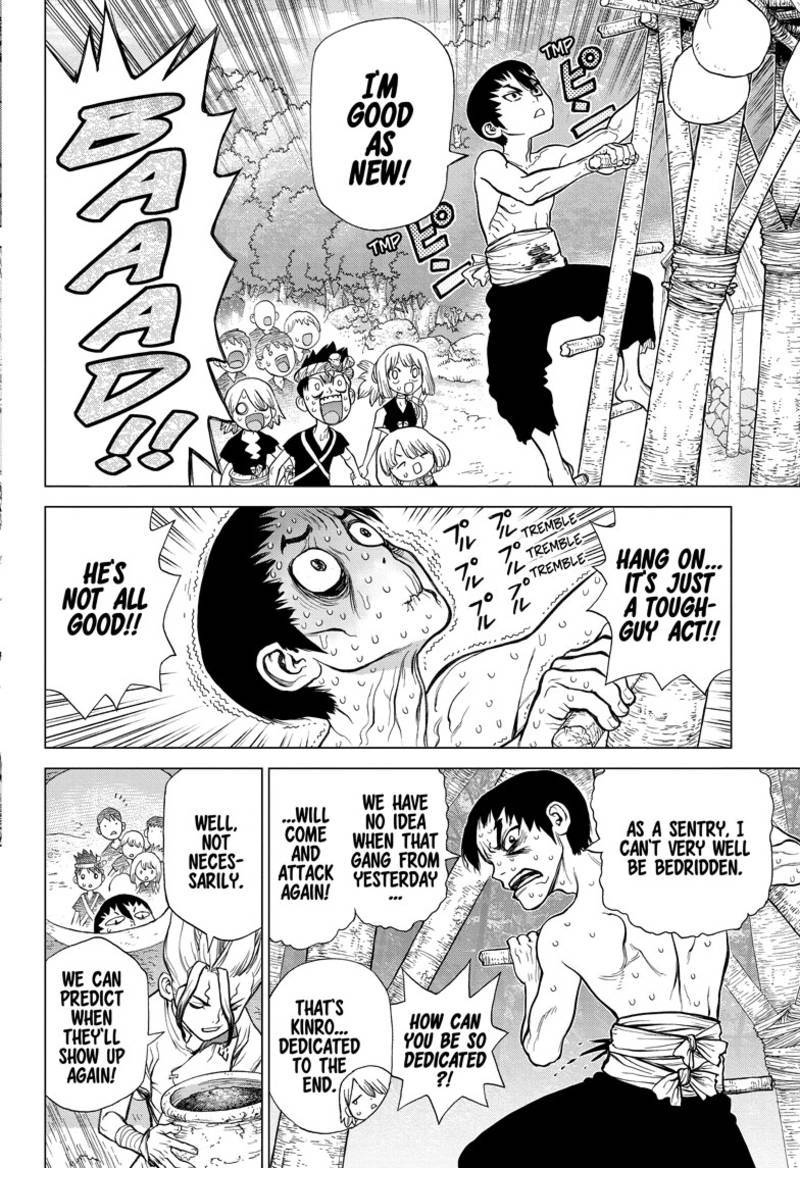 TMP
ピッ
I'M
GOOD
AS
NEW!
TMP
ピッ
BAAAAD!!
HANG ON...
IT'S JUST
A TOUGH-
GUY ACT!!
TREMBLE
TREMBLE
TREMBLE
プル
プル
プル
プル
プル
プル
HE'S
NOT ALL
GOOD!!
AS A SENTRY, I
CAN'T VERY WELL
BE BEDRIDDEN.
WE HAVE
NO IDEA
WHEN THAT
GANG FROM
YESTERDAY
...
...WILL
COME
AND
ATTACK
AGAIN!
HOW CAN
YOU BE SO
DEDICATED
?!
THAT'S
KINRO...
DEDICATED
TO THE
END.
WELL,
NOT
NECES-
SARILY.
WE CAN
PREDICT
WHEN
THEY'LL
SHOW UP
AGAIN!